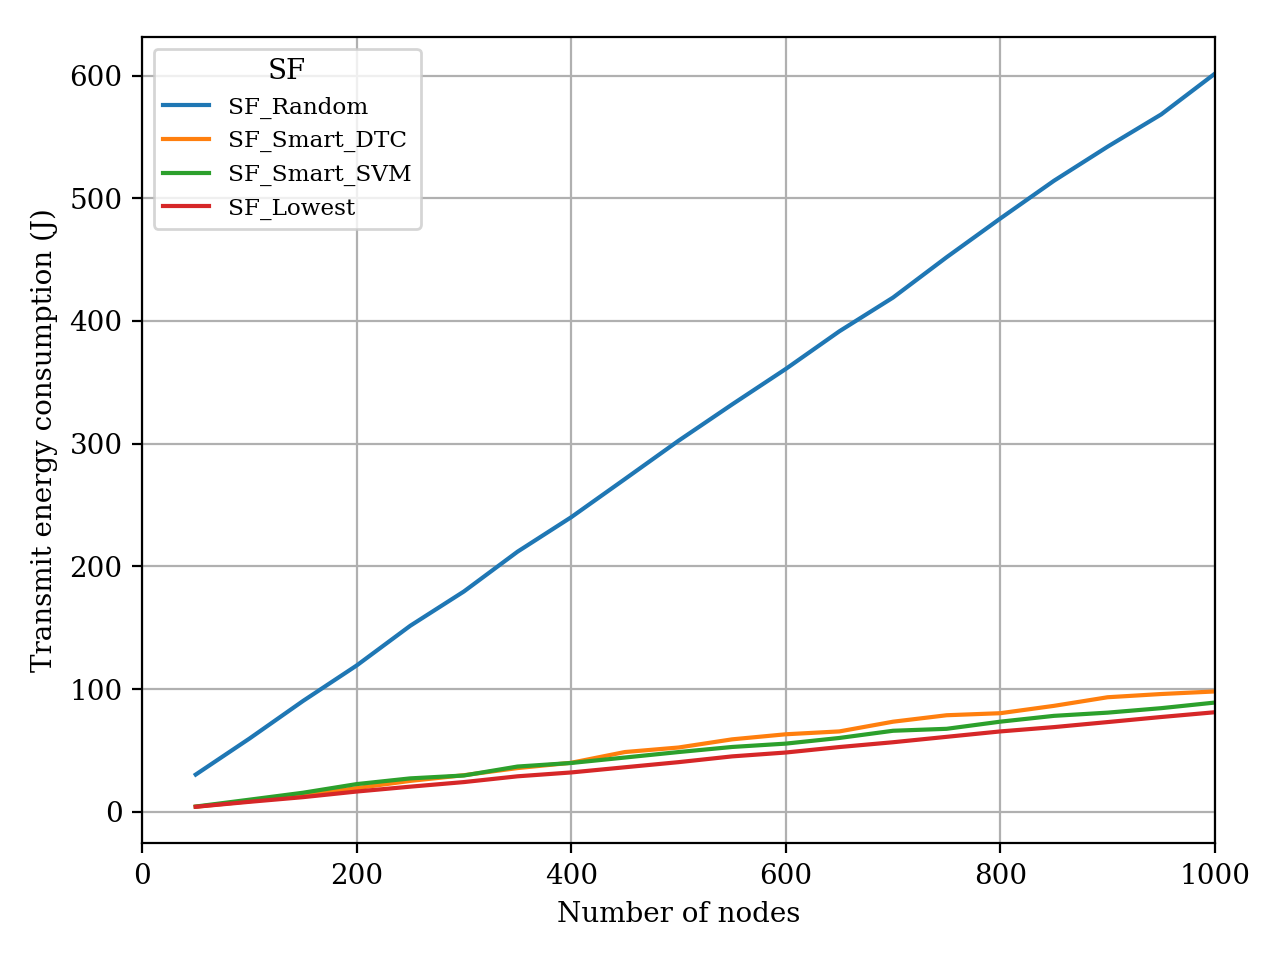 SF
SF_Random
SF_Smart_DTC
SF_Smart_SVM
SF_Lowest
Transmit energy consumption (J)
600
500
400
300
200
100
0
0 200 400 600 800 1000
Number of nodes